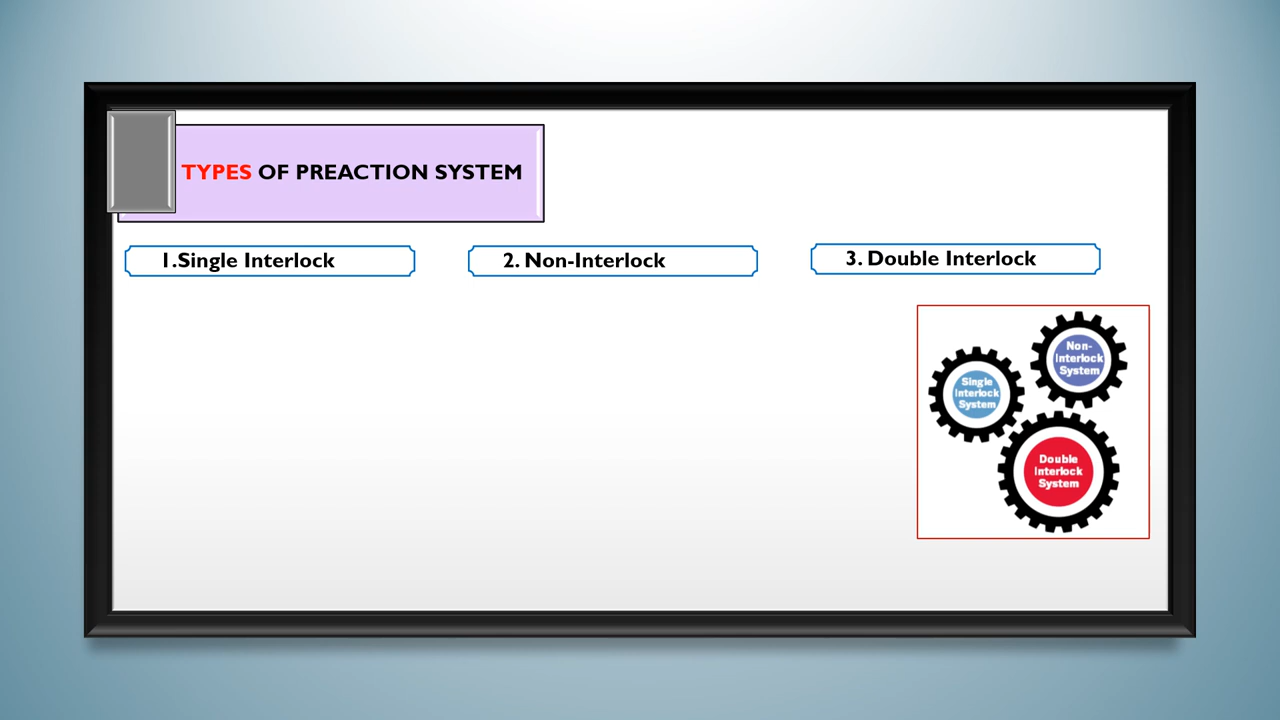 TYPES OF PREACTION SYSTEM
1.Single Interlock
2. Non-Interlock
3. Double Interlock
Non-
Interlock
System
Single
Interlock
System
Double
Interlock
System